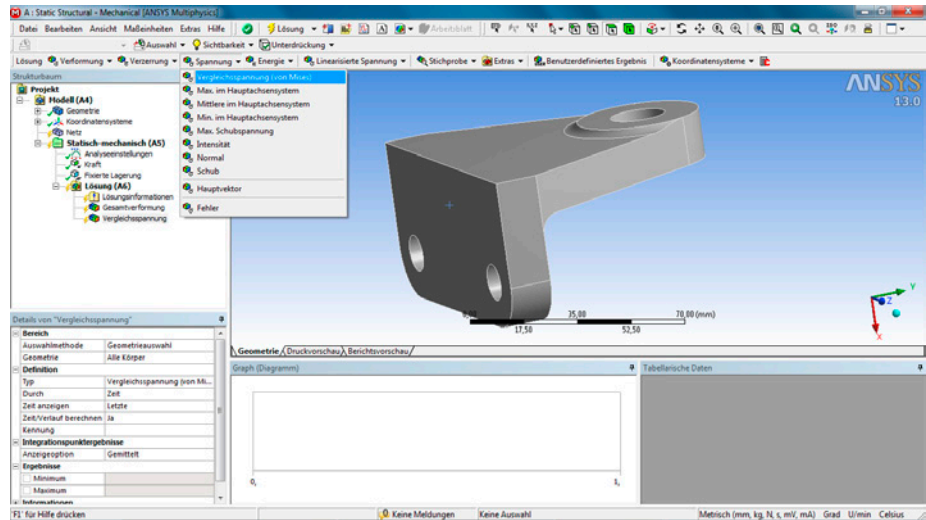 A : Static Structural - Mechanical [ANSYS Multiphysics]
Datei Bearbeiten Ansicht Maßeinheiten Extras Hilfe Lösung Arbeitsblatt
Auswahl Sichtbarkeit Unterdrückung
Lösung Verformung Verzerrung Spannung Energie Linearisierte Spannung Stichprobe Extras Benutzerdefiniertes Ergebnis Koordinatensysteme
Strukturbaum
Projekt
Modell (A4)
Geometrie
Koordinatensysteme
Netz
Statisch-mechanisch (A5)
Analyseeinstellungen
Kraft
Fixierte Lagerung
Lösung (A6)
Lösungsinformationen
Gesamtverformung
Vergleichsspannung
Vergleichsspannung (von Mises)
Max. im Hauptachsensystem
Mittlere im Hauptachsensystem
Min. im Hauptachsensystem
Max. Schubspannung
Intensität
Normal
Schub
Hauptvektor
Fehler
ANSYS
13.0
0,00 35,00 70,00 (mm)
17,50 52,50
Y
Z
X
Geometrie Druckvorschau Berichtsvorschau
Details von "Vergleichsspannung"
Bereich
Auswahlmethode Geometrieauswahl
Geometrie Alle Körper
Definition
Typ Vergleichsspannung (von Mi...
Durch Zeit
Zeit anzeigen Letzte
Zeit/Verlauf berechnen Ja
Kennung
Integrationspunktergebnisse
Anzeigeoption Gemittelt
Ergebnisse
Minimum
Maximum
Informationen
Graph (Diagramm)
0, 1,
Tabellarische Daten
'F1' für Hilfe drücken 0 Keine Meldungen Keine Auswahl Metrisch (mm, kg, N, s, mV, mA) Grad U/min Celsius